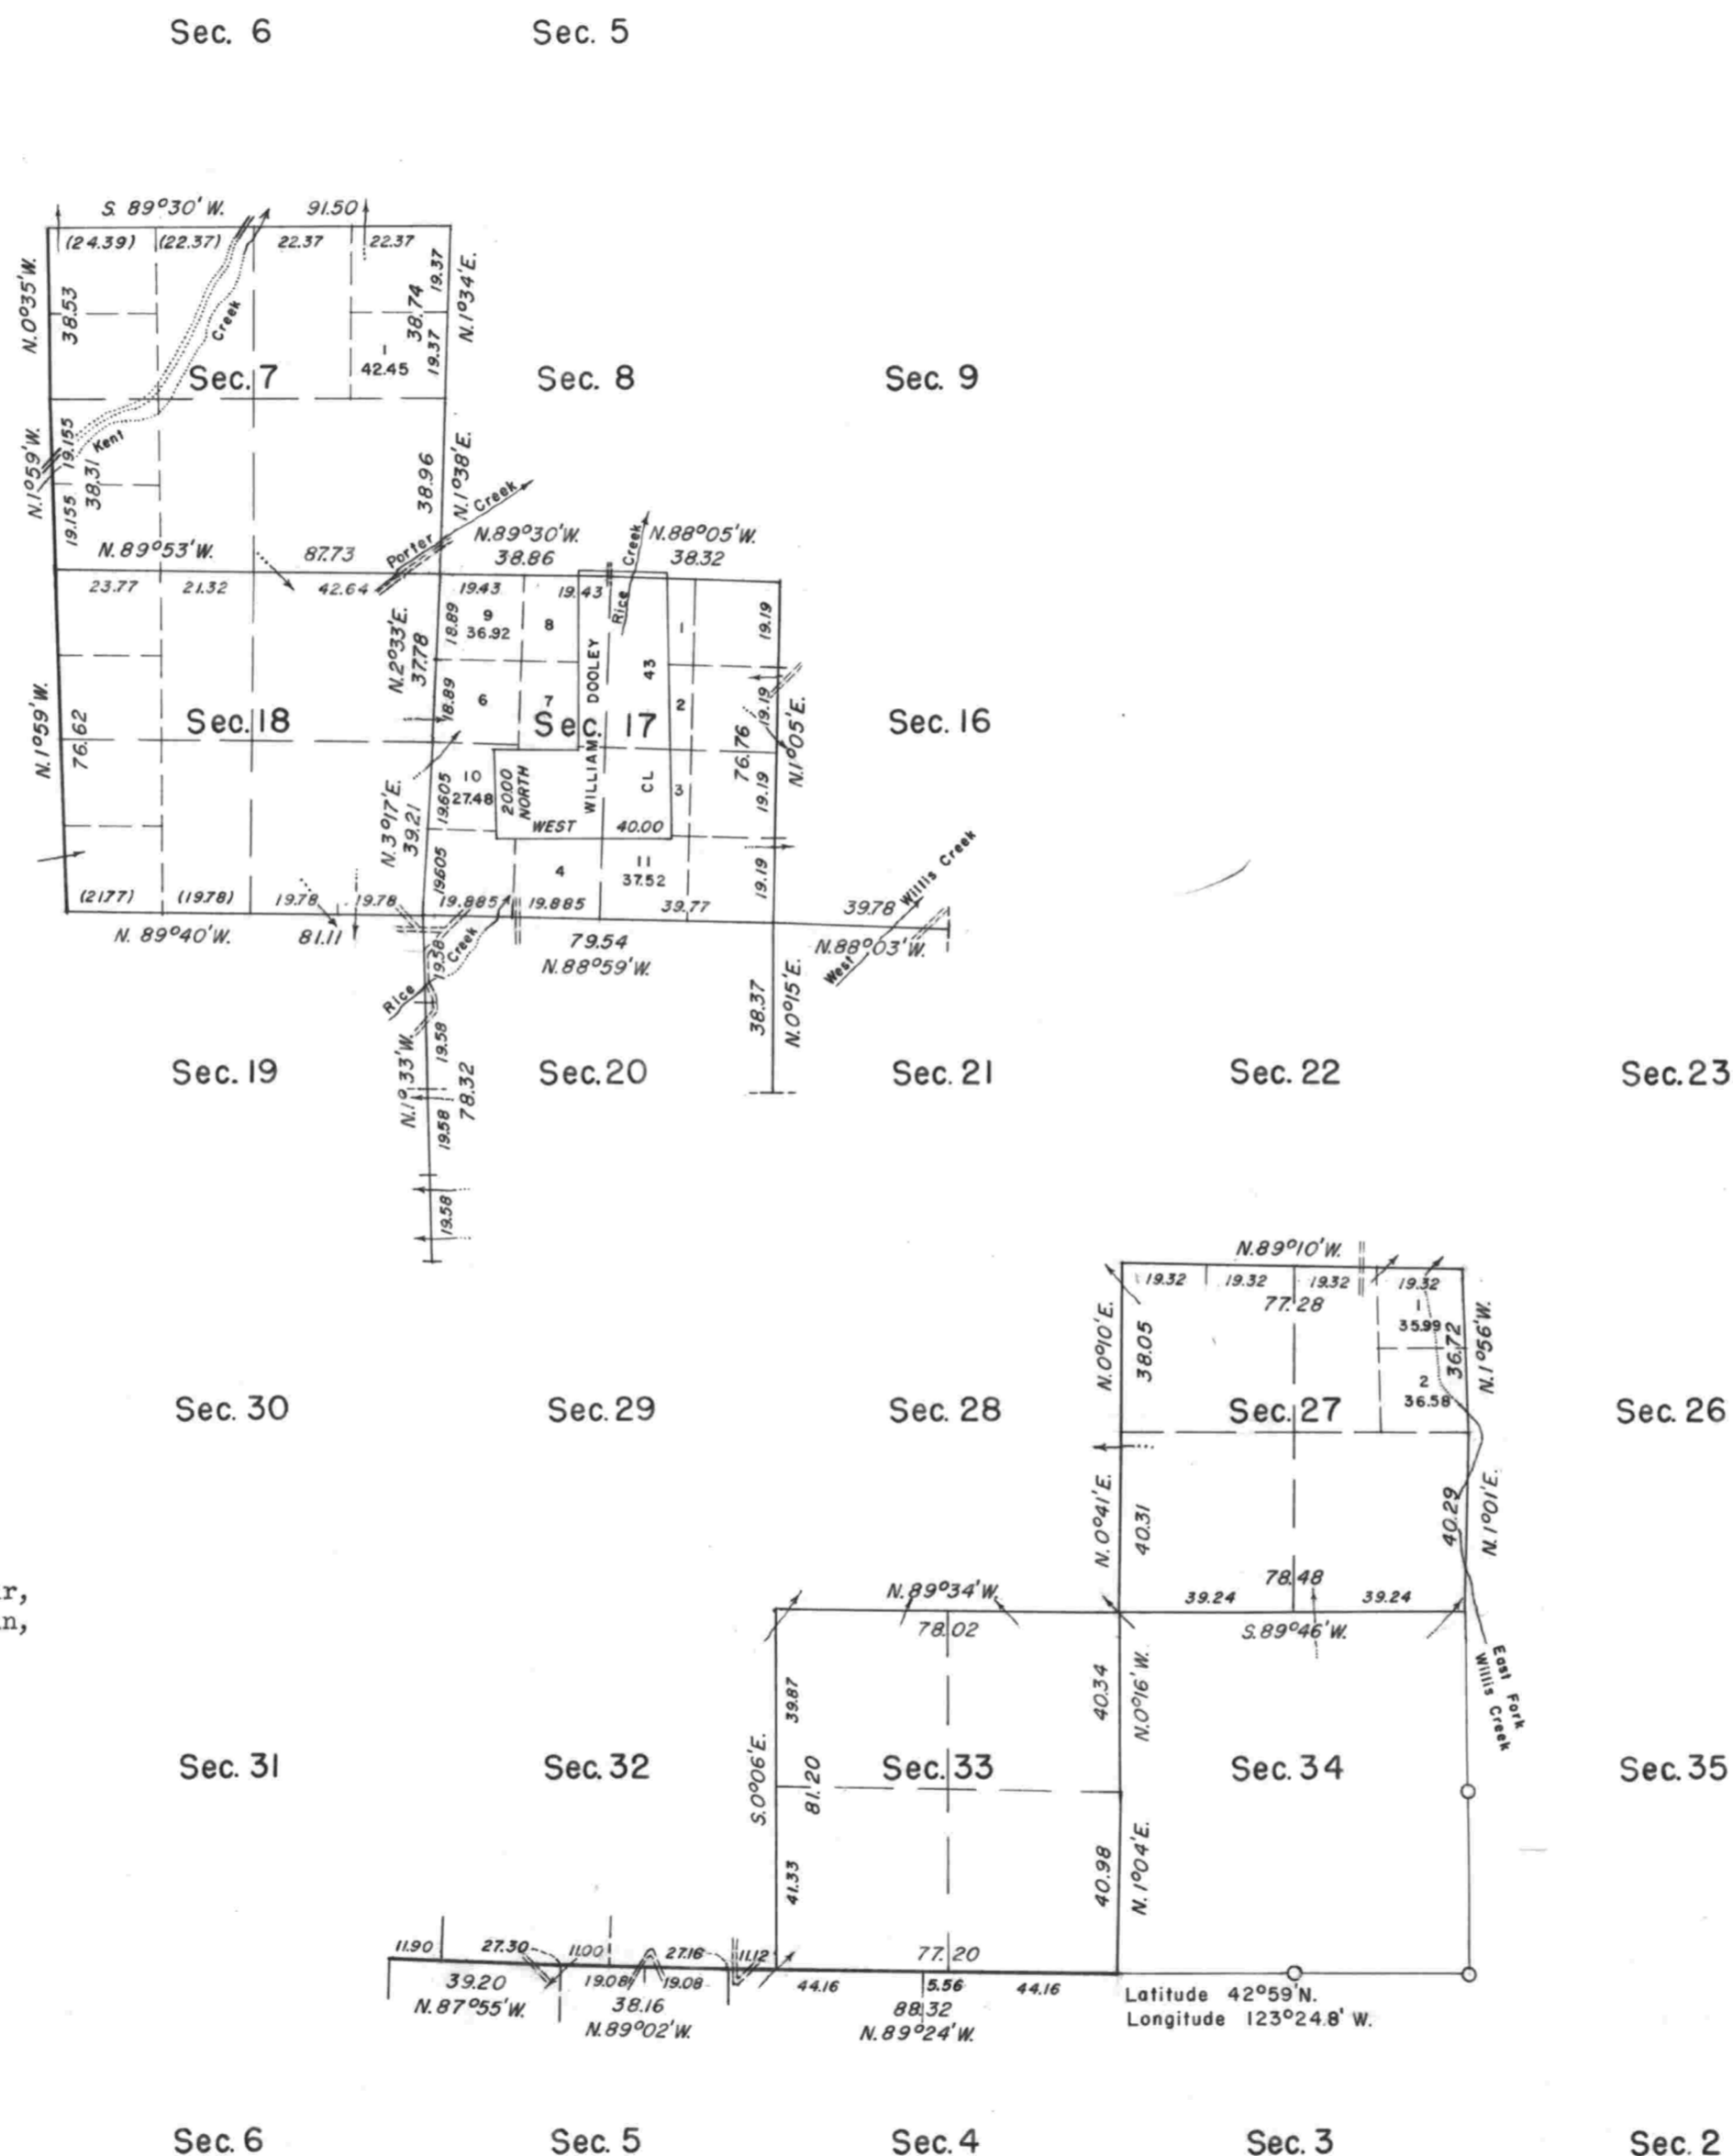 Sec. 6 Sec. 5
S. 89°30' W. 91.50
(24.39) (22.37) 22.37 22.37
N.0°35'W.
38.53
Creek
38.74
19.37
19.37
N.1°34'E.
1
42.45
Sec. 7 Sec. 8 Sec. 9
N.1°59'W.
19.155
19.155
38.31
Kent
38.96
N.1°38'E.
Porter Creek
N.89°53'W. 87.73
N.89°30'W.
38.86
Rice Creek
N.88°05'W.
38.32
23.77 21.32 42.64
19.43 19.43
N.2°33'E.
37.78
18.89
18.89
9
36.92
8
1
6
7
2
43
19.19
19.19
WILLIAM DOOLEY
CL
N.1°59'W.
76.62
Sec. 18 Sec. 17 Sec. 16
76.76
N.1°05'E.
19.19
19.19
N.3°17'E.
39.21
19.605
19.605
10
27.48
20.00
NORTH
3
WEST 40.00
4
11
37.52
(21.77) (19.78) 19.78 19.78 19.885 19.885 39.77
39.78
West Willis Creek
N. 89°40'W. 81.11
79.54
N.88°59'W.
N.88°03'W.
Rice Creek
19.58
38.37
N.0°15'E.
N.1°33'W.
19.58
78.32
19.58
19.58
Sec. 19 Sec. 20 Sec. 21 Sec. 22 Sec. 23
N.89°10'W.
19.32 19.32 19.32 19.32
77.28
N.0°10'E.
38.05
1
35.99
36.72
N.1°56'W.
2
36.58
Sec. 30 Sec. 29 Sec. 28 Sec. 27 Sec. 26
N.0°41'E.
40.31
40.29
N.1°01'E.
78.48
39.24 39.24
S.89°46'W.
r,
n,
N.89°34'W.
78.02
East Fork
Willis Creek
39.87
40.34
N.0°16'W.
S.0°06'E.
81.20
Sec. 31 Sec. 32 Sec. 33 Sec. 34 Sec. 35
41.33
40.98
N.1°04'E.
11.90 27.30 11.00 27.16 11.12
77.20
39.20
N.87°55'W.
19.08 19.08
38.16
N.89°02'W.
44.16 5.56 44.16
88.32
N.89°24'W.
Latitude 42°59'N.
Longitude 123°24.8' W.
Sec. 6 Sec. 5 Sec. 4 Sec. 3 Sec. 2